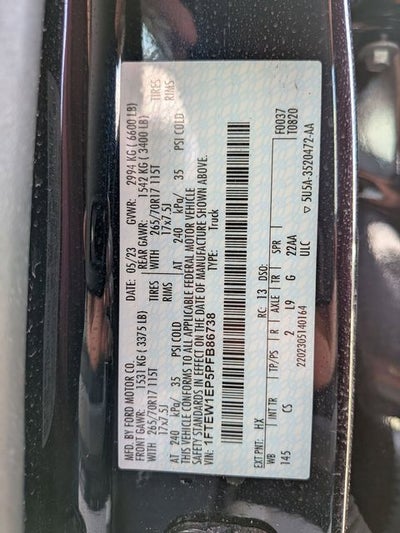 MFD. BY FORD MOTOR CO. DATE: 05/23 GVWR: 2994 KG ( 6600 LB)
FRONT GAWR: 1531 KG ( 3375 LB) REAR GAWR: 1542 KG ( 3400 LB)
WITH 265/70R17 115T TIRES WITH 265/70R17 115T TIRES
17x7.5J RIMS 17x7.5J RIMS
AT 240 kPa/ 35 PSI COLD AT 240 kPa/ 35 PSI COLD
THIS VEHICLE CONFORMS TO ALL APPLICABLE FEDERAL MOTOR VEHICLE
SAFETY STANDARDS IN EFFECT ON THE DATE OF MANUFACTURE SHOWN ABOVE.
VIN: 1FTEW1EP5PFB86738 TYPE: Truck
F0037
T0820
EXT PNT: HX RC: 13 DSO:
WB INT TR TP/PS R AXLE TR SPR
145 CS 2 L9 G 22AA
ULC
2202305140164 5U5A-3520472-AA